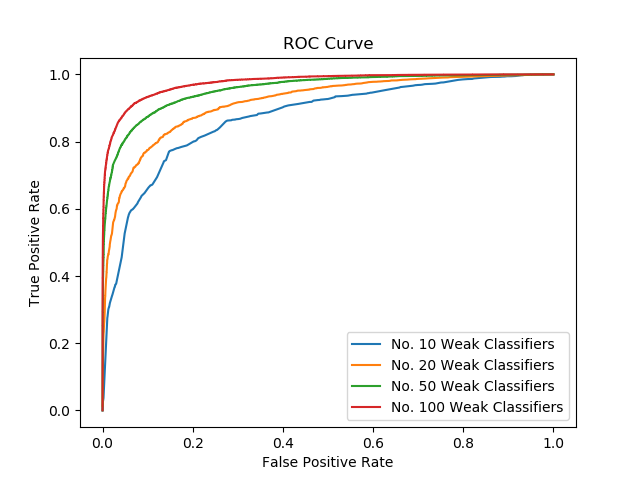 ROC Curve
True Positive Rate
1.0
0.8
0.6
0.4
0.2
0.0
No. 10 Weak Classifiers
No. 20 Weak Classifiers
No. 50 Weak Classifiers
No. 100 Weak Classifiers
0.0 0.2 0.4 0.6 0.8 1.0
False Positive Rate